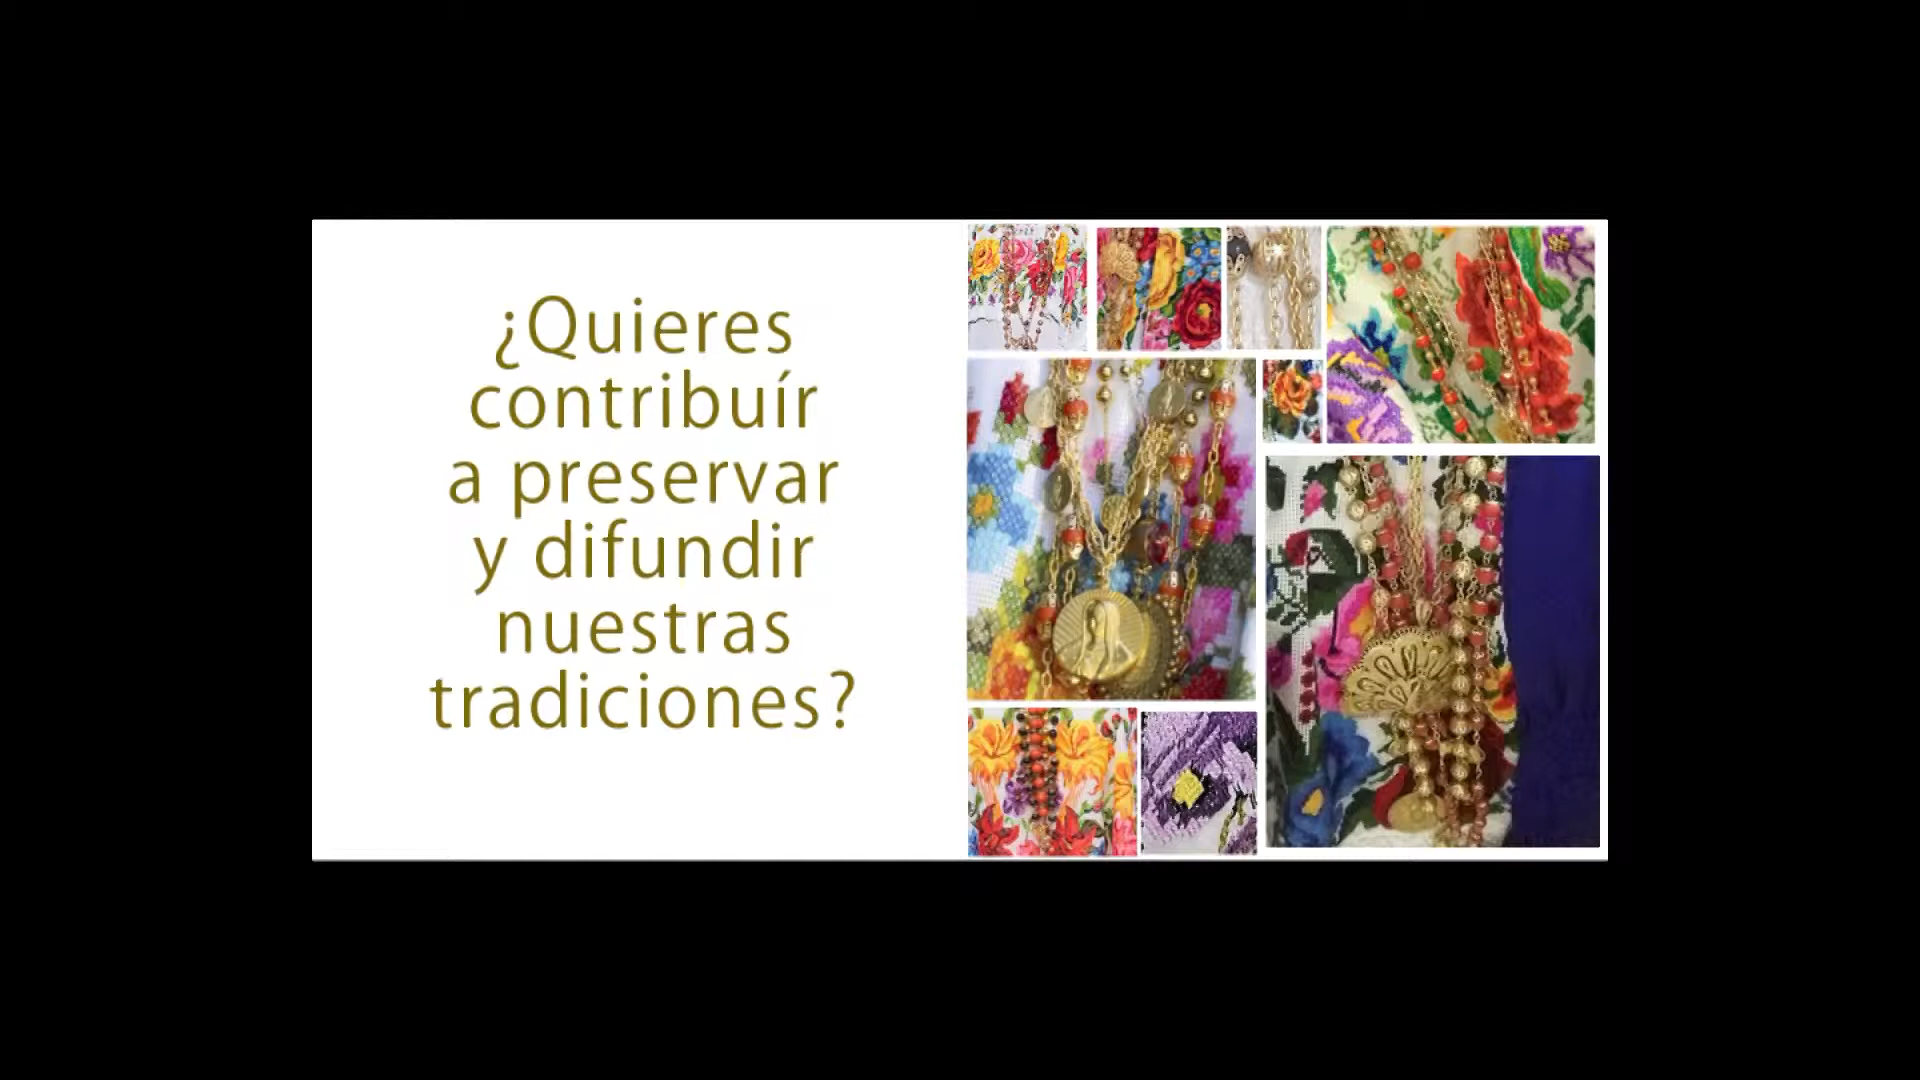 ¿Quieres
contribuír
a preservar
y difundir
nuestras
tradiciones?